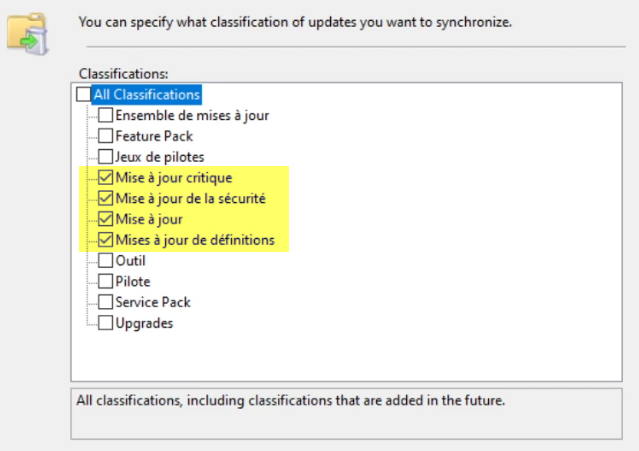 You can specify what classification of updates you want to synchronize.
Classifications:
All Classifications
Ensemble de mises à jour
Feature Pack
Jeux de pilotes
Mise à jour critique
Mise à jour de la sécurité
Mise à jour
Mises à jour de définitions
Outil
Pilote
Service Pack
Upgrades
All classifications, including classifications that are added in the future.